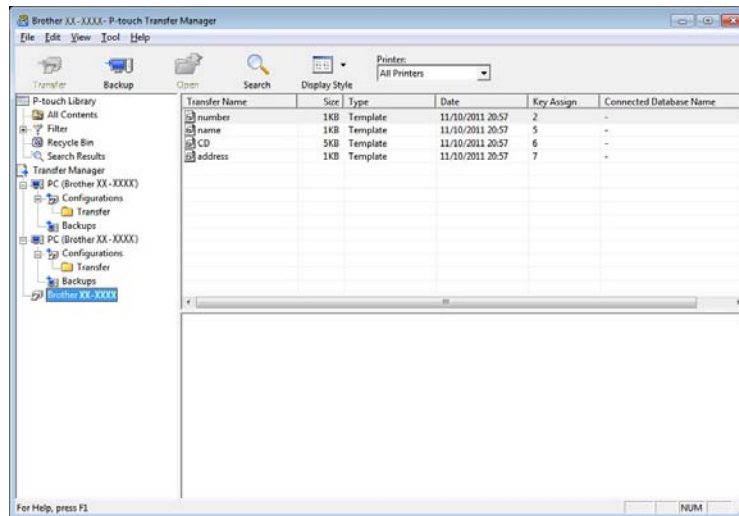 Brother XX-XXXX- P-touch Transfer Manager
File Edit View Tool Help
Transfer Backup Open Search Display Style
Printer:
All Printers
P-touch Library
All Contents
Filter
Recycle Bin
Search Results
Transfer Manager
PC (Brother XX-XXXX)
Configurations
Transfer
Backups
PC (Brother XX-XXXX)
Configurations
Transfer
Backups
Brother XX-XXXX
Transfer Name Size Type Date Key Assign Connected Database Name
number 1KB Template 11/10/2011 20:57 2 -
name 1KB Template 11/10/2011 20:57 5 -
CD 5KB Template 11/10/2011 20:57 6 -
address 1KB Template 11/10/2011 20:57 7 -
For Help, press F1
NUM